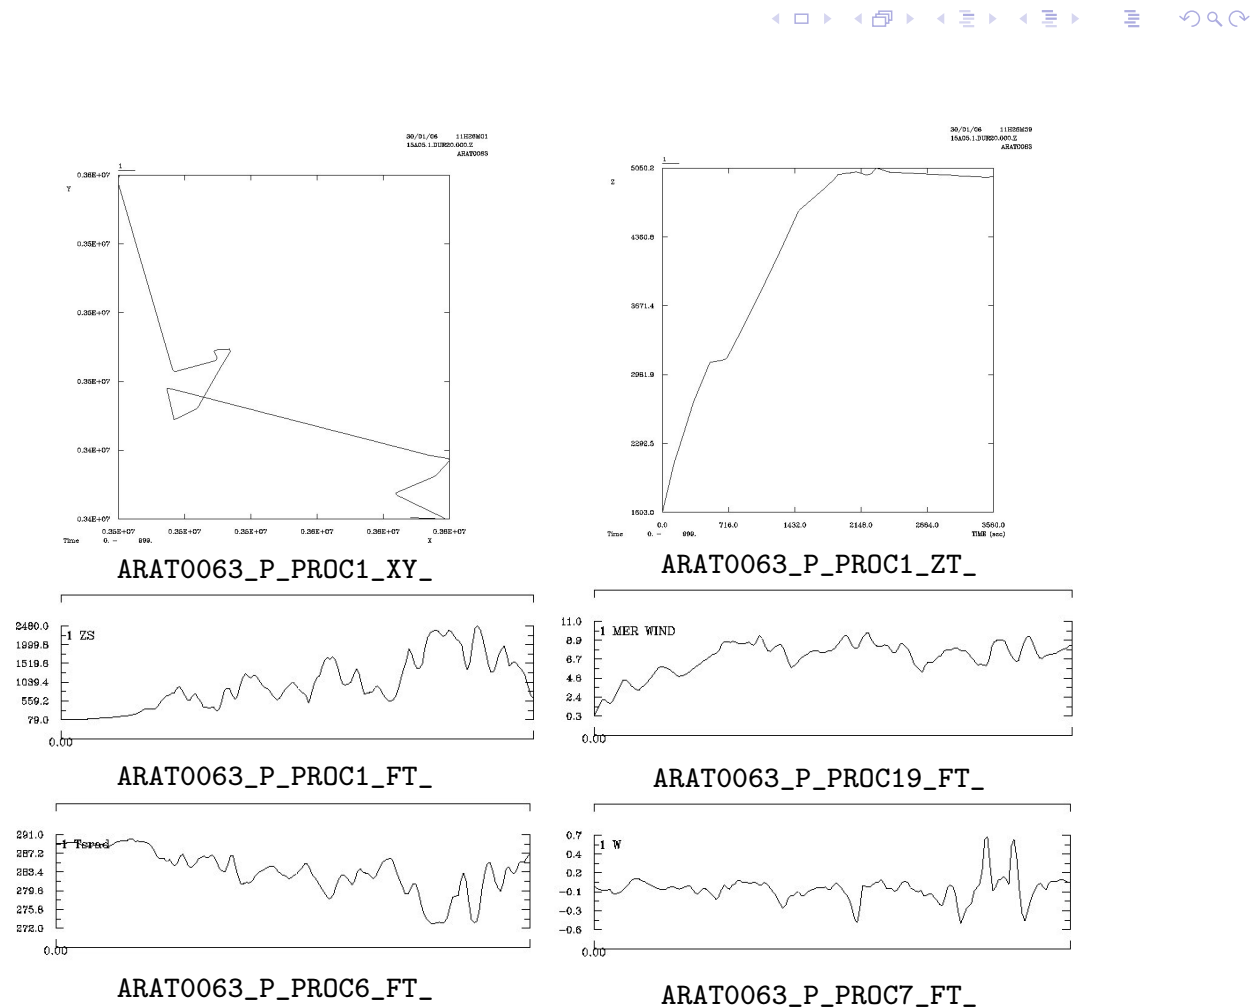 30/01/06 11H26M01
15A05.1.DUR20.000.Z
ARAT0063
1
0.36E+07
Y
0.35E+07
0.35E+07
0.35E+07
0.34E+07
0.34E+07
0.35E+07 0.35E+07 0.35E+07 0.36E+07 0.36E+07 0.36E+07
Time 0. - 899. X
ARAT0063_P_PROC1_XY_
30/01/06 11H26M39
15A05.1.DUR20.000.Z
ARAT0063
1
5050.2
Z
4360.8
3671.4
2981.9
2292.5
1603.0
0.0 716.0 1432.0 2148.0 2864.0 3580.0
Time 0. - 899. TIME (sec)
ARAT0063_P_PROC1_ZT_
1 ZS
2480.0
1999.8
1519.6
1039.4
559.2
79.0
0.00
ARAT0063_P_PROC1_FT_
1 MER WIND
11.0
8.9
6.7
4.6
2.4
0.3
0.00
ARAT0063_P_PROC19_FT_
1 Tsrad
291.0
287.2
283.4
279.6
275.8
272.0
0.00
ARAT0063_P_PROC6_FT_
1 W
0.7
0.4
0.2
-0.1
-0.3
-0.6
0.00
ARAT0063_P_PROC7_FT_